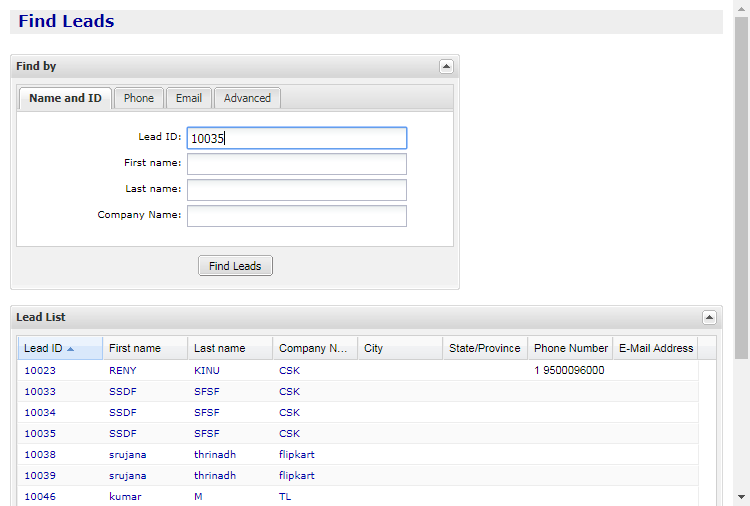 Find Leads
Find by
Name and ID Phone Email Advanced
Lead ID: 10035
First name:
Last name:
Company Name:
Find Leads
Lead List
Lead ID First name Last name Company N... City State/Province Phone Number E-Mail Address
10023 RENY KINU CSK 1 9500096000
10033 SSDF SFSF CSK
10034 SSDF SFSF CSK
10035 SSDF SFSF CSK
10038 srujana thrinadh flipkart
10039 srujana thrinadh flipkart
10046 kumar M TL